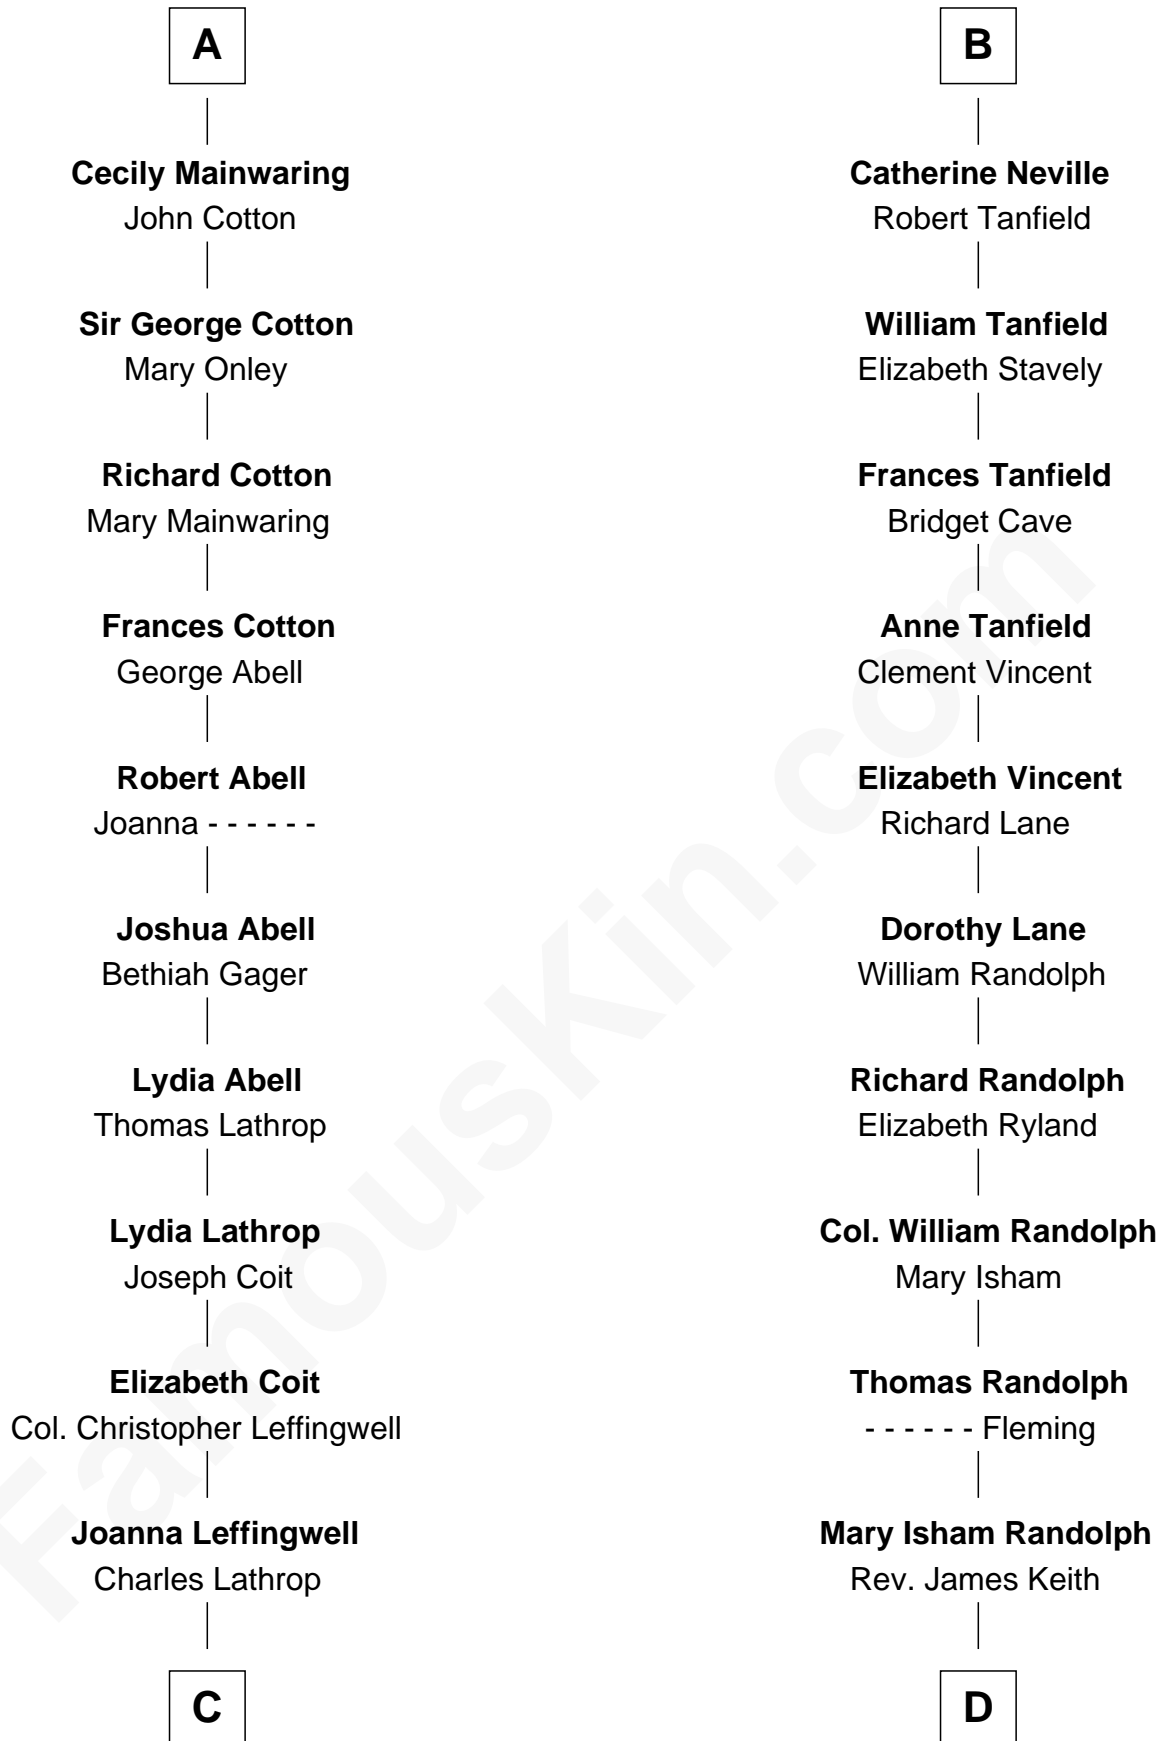 A
Cecily Mainwaring
John Cotton
Sir George Cotton
Mary Onley
Richard Cotton
Mary Mainwaring
Frances Cotton
George Abell
Robert Abell
Joanna - - - - - -
Joshua Abell
Bethiah Gager
Lydia Abell
Thomas Lathrop
Lydia Lathrop
Joseph Coit
Elizabeth Coit
Col. Christopher Leffingwell
Joanna Leffingwell
Charles Lathrop
C
B
Catherine Neville
Robert Tanfield
William Tanfield
Elizabeth Stavely
Frances Tanfield
Bridget Cave
Anne Tanfield
Clement Vincent
Elizabeth Vincent
Richard Lane
Dorothy Lane
William Randolph
Richard Randolph
Elizabeth Ryland
Col. William Randolph
Mary Isham
Thomas Randolph
- - - - - - Fleming
Mary Isham Randolph
Rev. James Keith
D
FamousKin.com